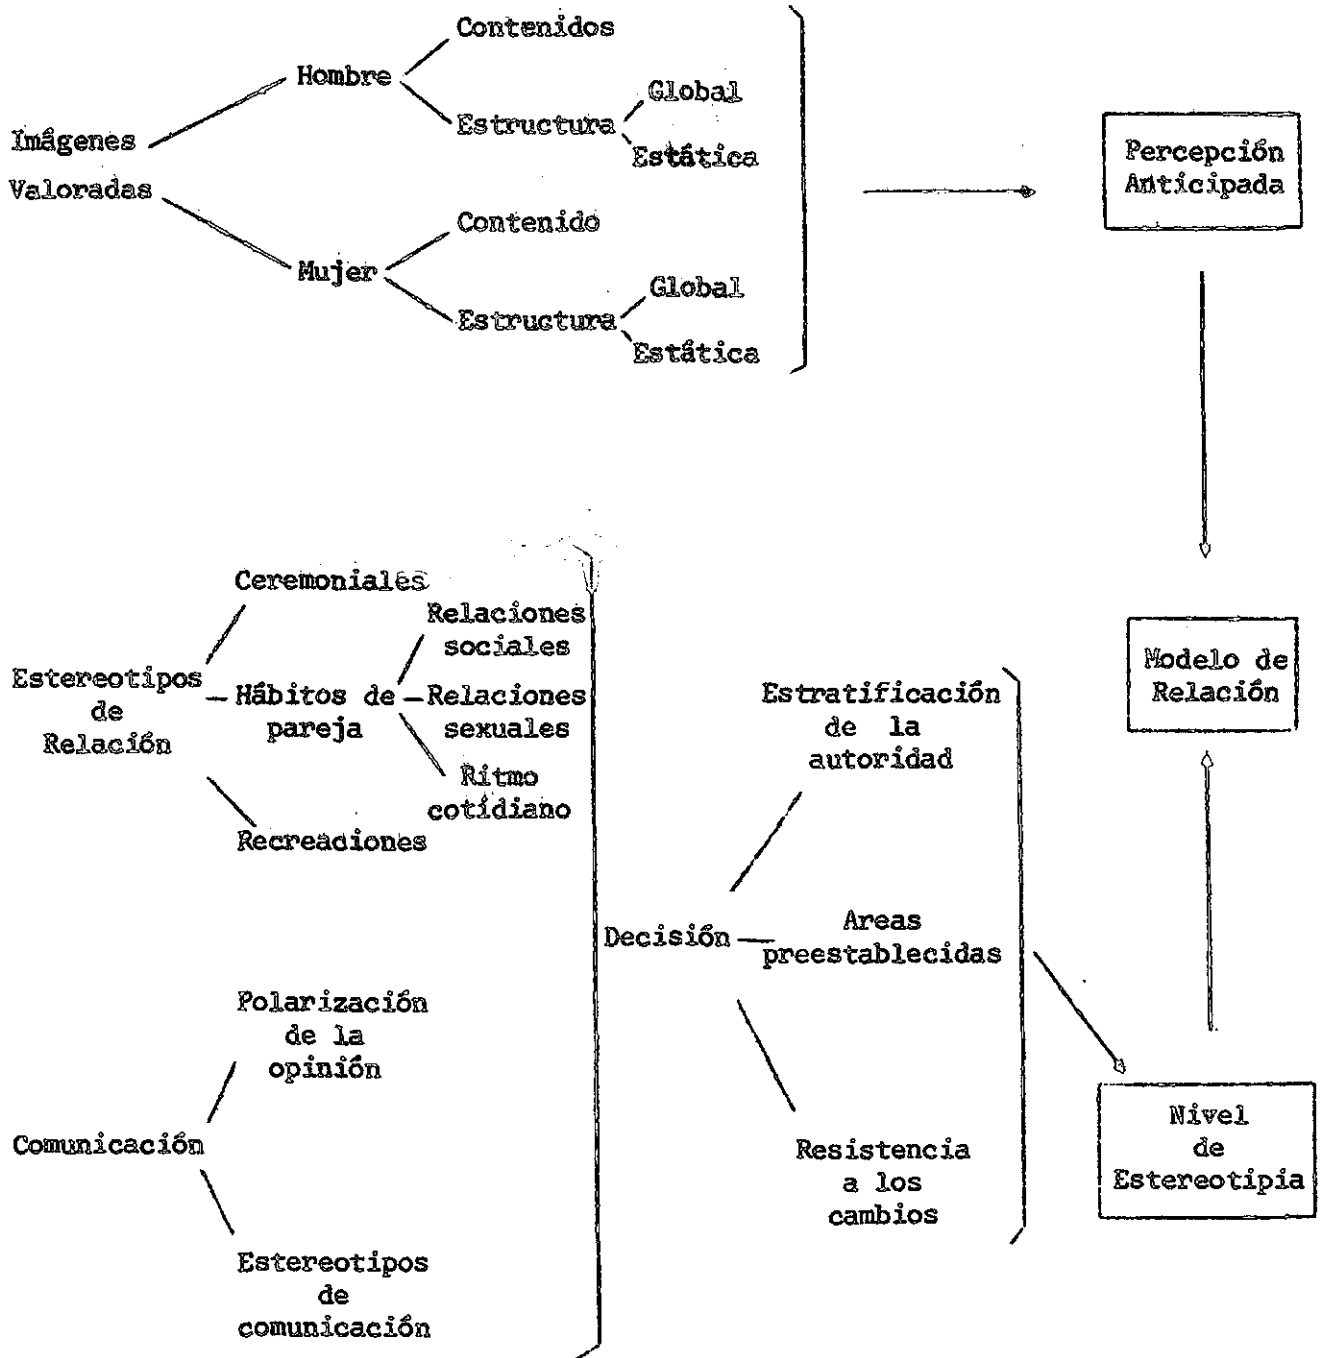 Contenidos
Hombre
Global
Estructura
Estática
Imágenes
Valoradas
Contenido
Mujer
Global
Estructura
Estática
Percepción
Anticipada
Ceremoniales
Relaciones
sociales
Estereotipos
de
Relación
Hábitos de
pareja
Relaciones
sexuales
Ritmo
cotidiano
Recreaciones
Polarización
de la
opinión
Comunicación
Estereotipos
de
comunicación
Estratificación
de la
autoridad
Decisión
Areas
preestablecidas
Resistencia
a los
cambios
Modelo de
Relación
Nivel
de
Estereotipia